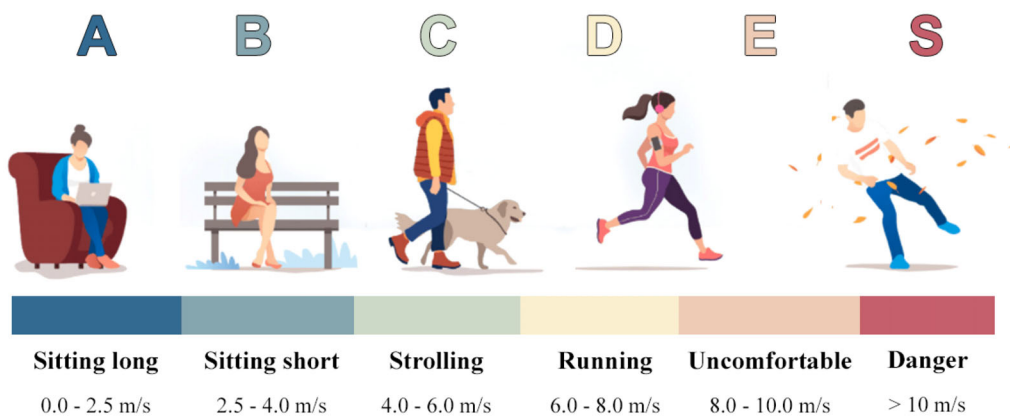 A B C D E S
Sitting long Sitting short Strolling Running Uncomfortable Danger
0.0 - 2.5 m/s 2.5 - 4.0 m/s 4.0 - 6.0 m/s 6.0 - 8.0 m/s 8.0 - 10.0 m/s > 10 m/s